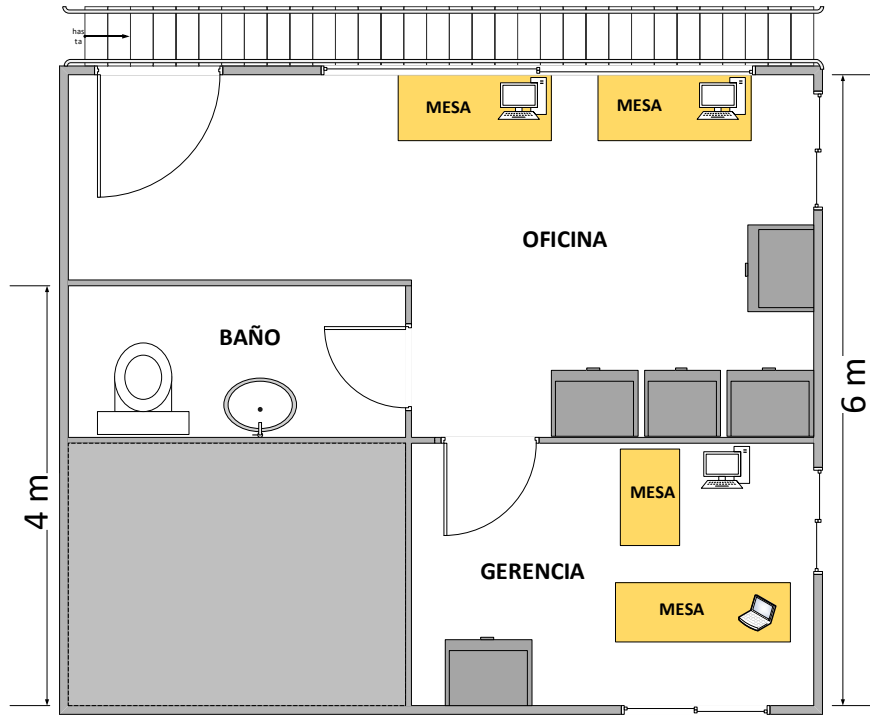 has
ta
MESA
MESA
OFICINA
BAÑO
4 m
6 m
MESA
GERENCIA
MESA